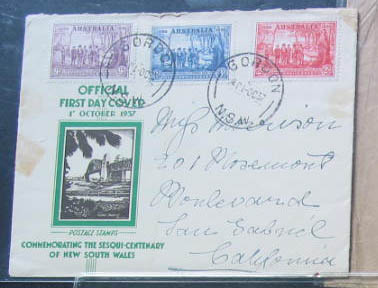 AUSTRALIA AUSTRALIA AUSTRALIA
GORDON GORDON
N.S.W.
OFFICIAL
FIRST DAY COVER
1ST OCTOBER 1937
Miss
201 Rosemont
Boulevard
San Gabriel
California
POSTAGE STAMPS
COMMEMORATING THE SESQUI-CENTENARY
OF NEW SOUTH WALES